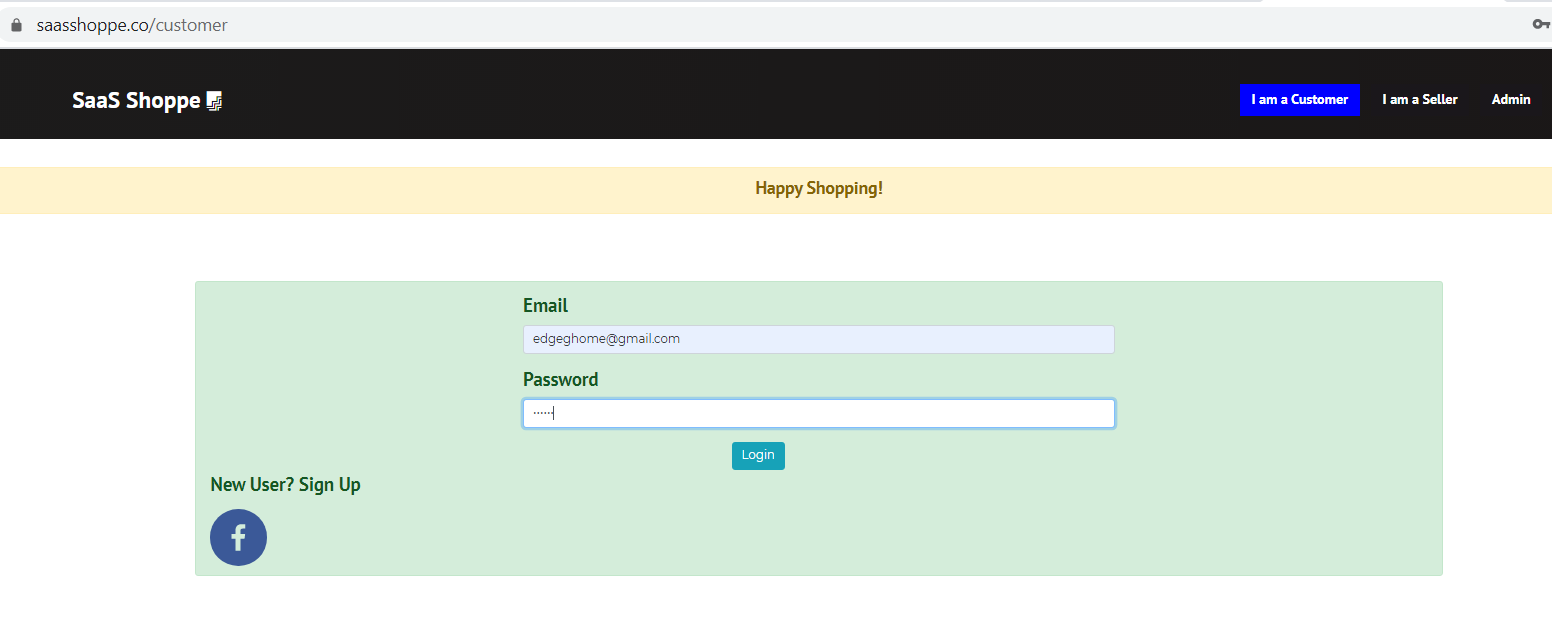 saasshoppe.co/customer
SaaS Shoppe
I am a Customer
I am a Seller
Admin
Happy Shopping!
Email
edgeghome@gmail.com
Password
······
Login
New User? Sign Up